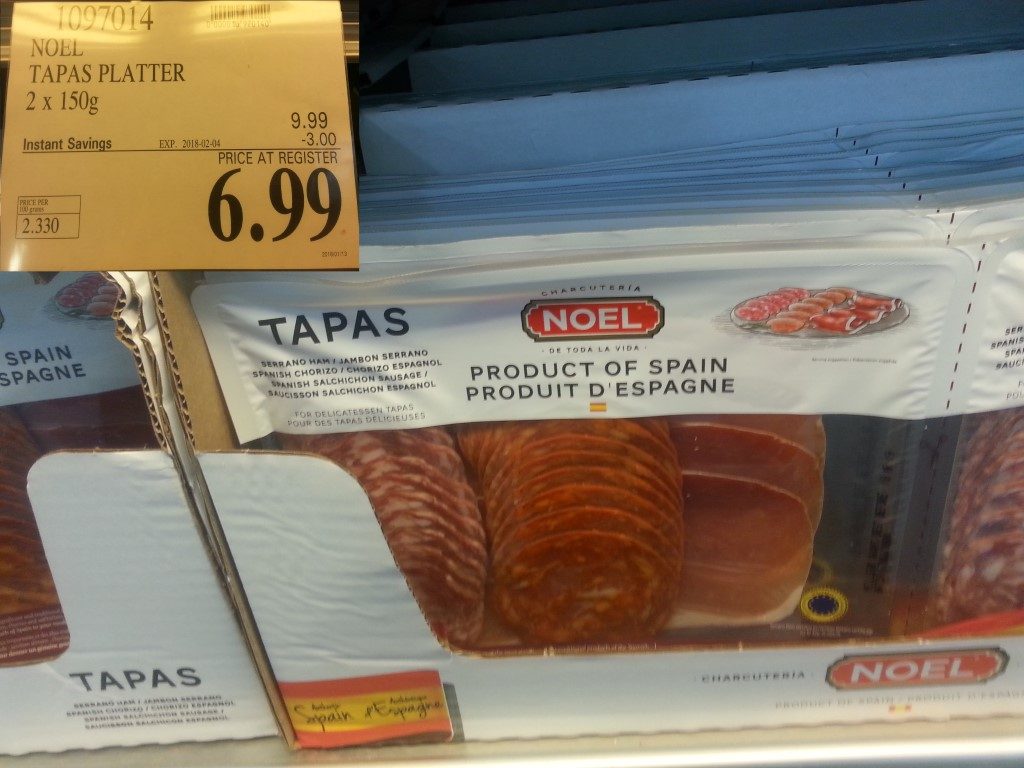 1097014
NOEL
TAPAS PLATTER
2 x 150g
9.99
Instant Savings EXP. 2018-02-04 -3.00
PRICE AT REGISTER
6.99
PRICE PER
100 grams
2.330
SPAIN
SPAGNE
TAPAS
SERRANO HAM / JAMBON SERRANO
SPANISH CHORIZO / CHORIZO ESPAGNOL
SPANISH SALCHICHON SAUSAGE /
SAUCISSON SALCHICHON ESPAGNOL
FOR DELICATESSEN TAPAS
POUR DES TAPAS DÉLICIEUSES
CHARCUTERÍA
NOEL
DE TODA LA VIDA
PRODUCT OF SPAIN
PRODUIT D'ESPAGNE
TAPAS
SERRANO HAM / JAMBON SERRANO
SPANISH CHORIZO / CHORIZO ESPAGNOL
SPANISH SALCHICHON SAUSAGE /
SAUCISSON SALCHICHON ESPAGNOL
Spain d'Espagne
CHARCUTERÍA
NOEL
PRODUCT OF SPAIN / PRODUIT D'ESPAGNE